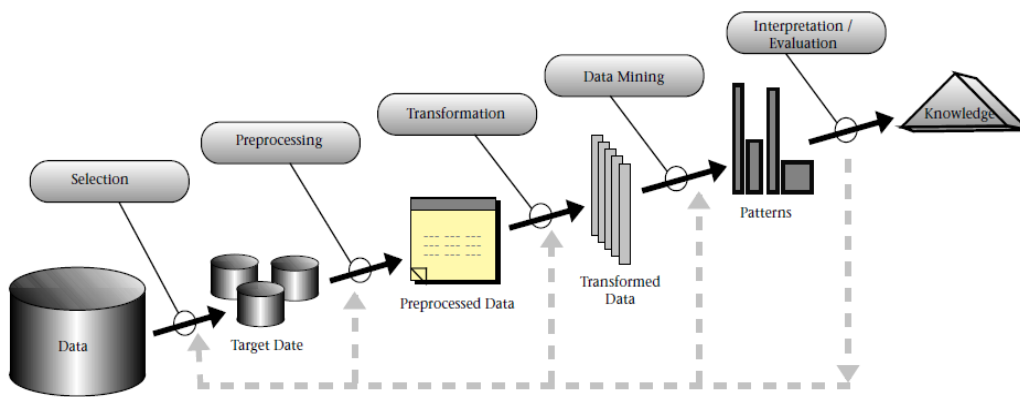 Interpretation /
Evaluation
Data Mining
Transformation
Preprocessing
Selection
Knowledge
Patterns
Transformed
Data
Preprocessed Data
Target Date
Data